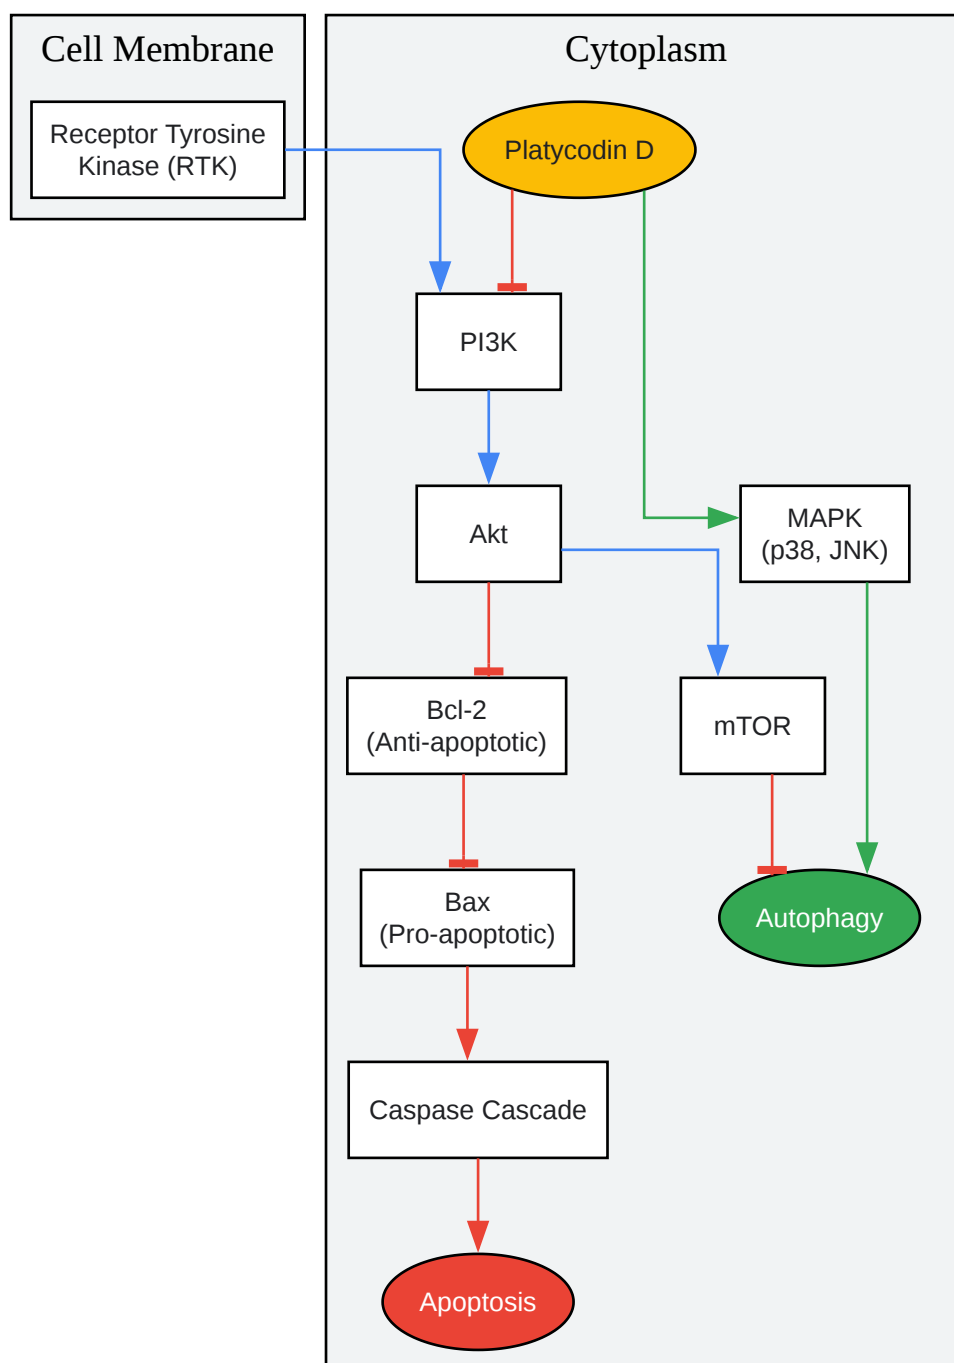 Cell Membrane
Cytoplasm
Receptor Tyrosine
Kinase (RTK)
Platycodin D
PI3K
Akt
MAPK
(p38, JNK)
Bcl-2
(Anti-apoptotic)
mTOR
Bax
(Pro-apoptotic)
Autophagy
Caspase Cascade
Apoptosis